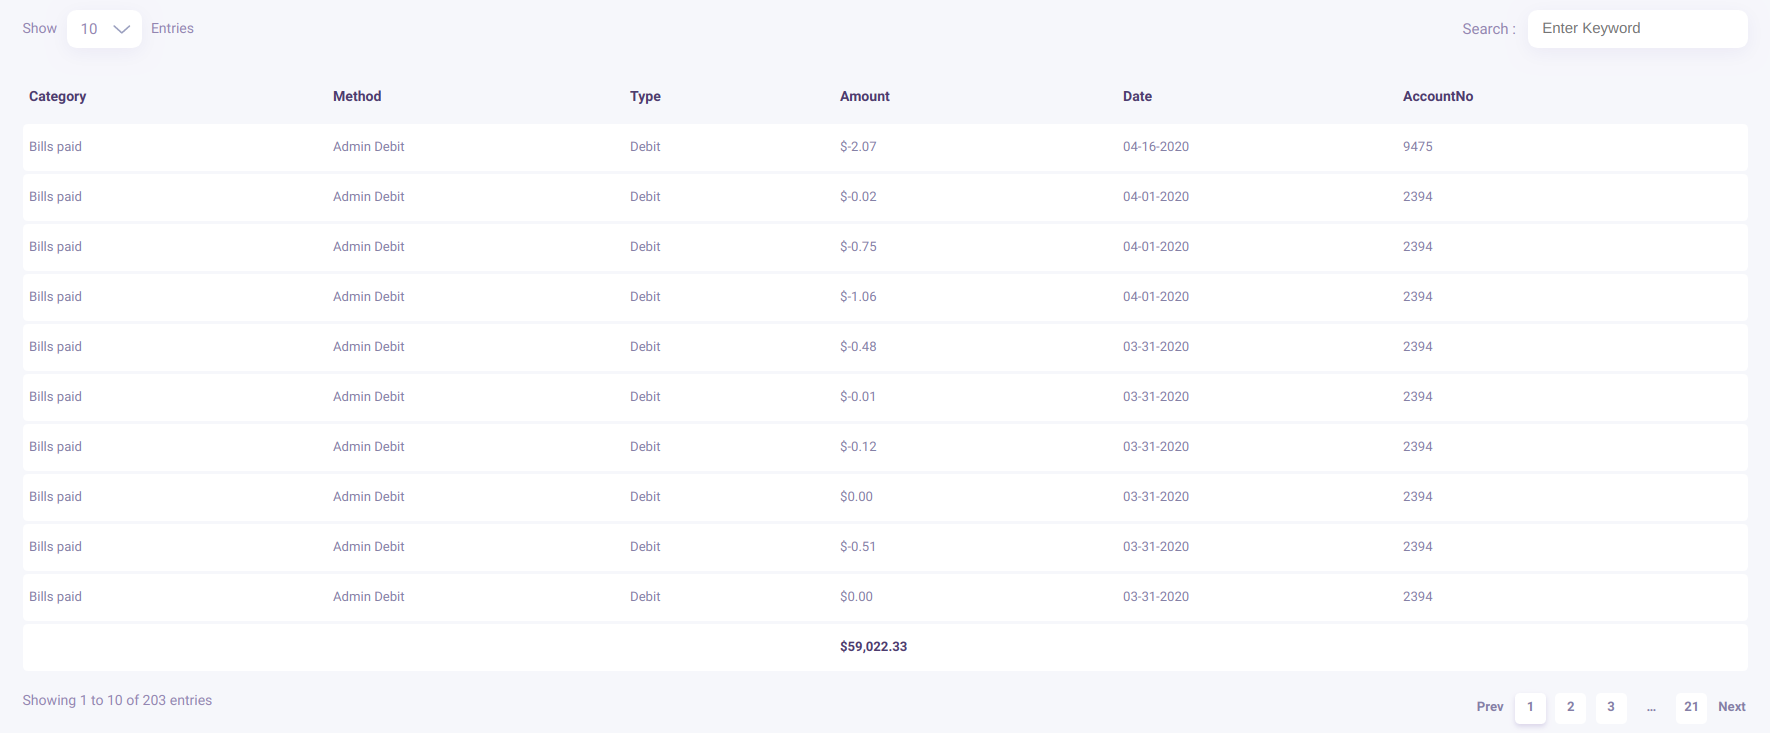 Show 10 Entries Search : Enter Keyword
Category Method Type Amount Date AccountNo
Bills paid Admin Debit Debit $-2.07 04-16-2020 9475
Bills paid Admin Debit Debit $-0.02 04-01-2020 2394
Bills paid Admin Debit Debit $-0.75 04-01-2020 2394
Bills paid Admin Debit Debit $-1.06 04-01-2020 2394
Bills paid Admin Debit Debit $-0.48 03-31-2020 2394
Bills paid Admin Debit Debit $-0.01 03-31-2020 2394
Bills paid Admin Debit Debit $-0.12 03-31-2020 2394
Bills paid Admin Debit Debit $0.00 03-31-2020 2394
Bills paid Admin Debit Debit $-0.51 03-31-2020 2394
Bills paid Admin Debit Debit $0.00 03-31-2020 2394
$59,022.33
Showing 1 to 10 of 203 entries Prev 1 2 3 ... 21 Next